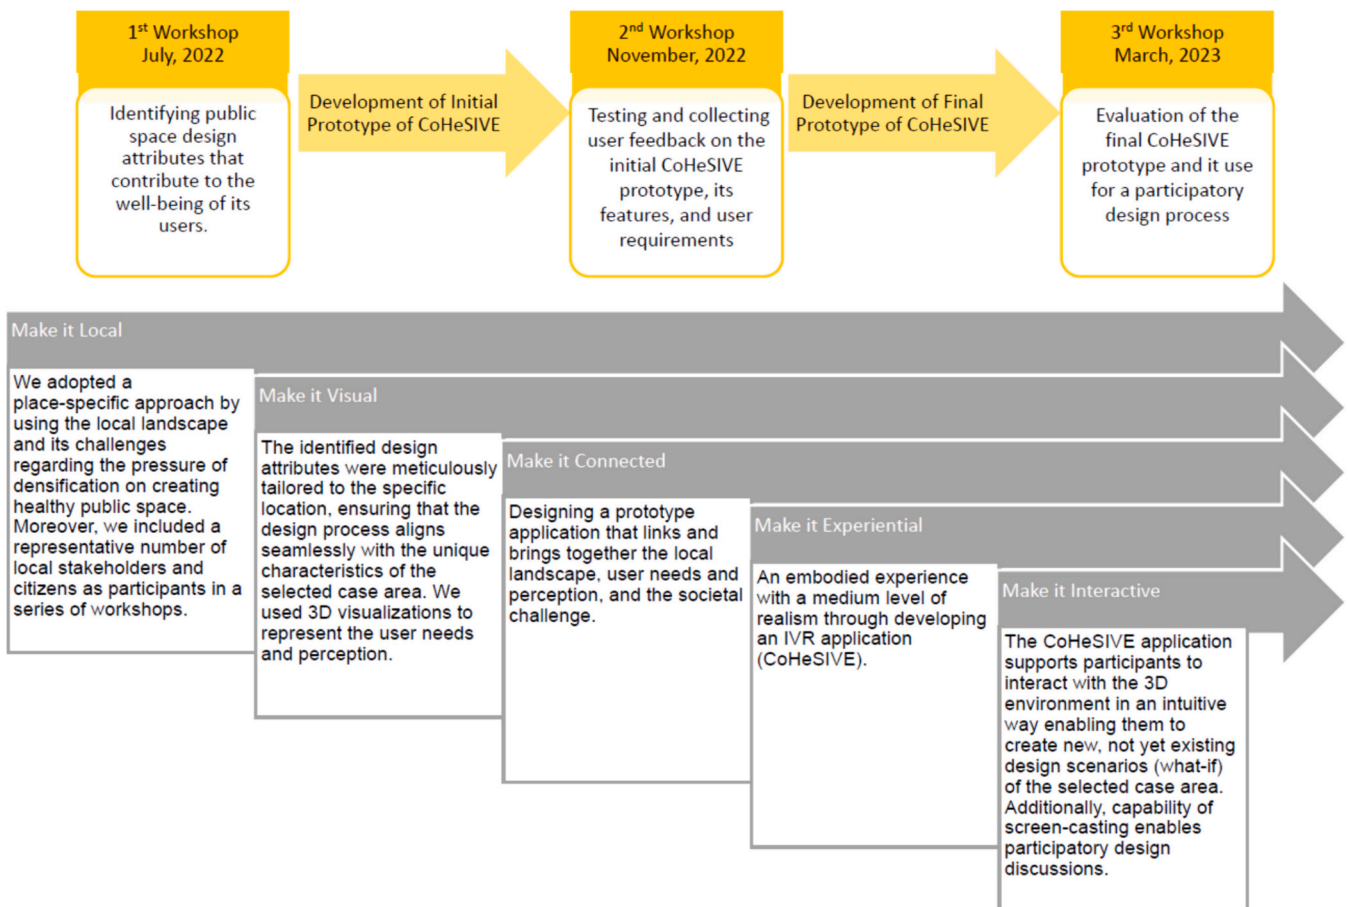 1st Workshop
July, 2022
Identifying public
space design
attributes that
contribute to the
well-being of its
users.
Development of Initial
Prototype of CoHeSIVE
2nd Workshop
November, 2022
Testing and collecting
user feedback on the
initial CoHeSIVE
prototype, its
features, and user
requirements
Development of Final
Prototype of CoHeSIVE
3rd Workshop
March, 2023
Evaluation of the
final CoHeSIVE
prototype and it use
for a participatory
design process
Make it Local
We adopted a
place-specific approach by
using the local landscape
and its challenges
regarding the pressure of
densification on creating
healthy public space.
Moreover, we included a
representative number of
local stakeholders and
citizens as participants in a
series of workshops.
Make it Visual
The identified design
attributes were meticulously
tailored to the specific
location, ensuring that the
design process aligns
seamlessly with the unique
characteristics of the
selected case area. We
used 3D visualizations to
represent the user needs
and perception.
Make it Connected
Designing a prototype
application that links and
brings together the local
landscape, user needs and
perception, and the societal
challenge.
Make it Experiential
An embodied experience
with a medium level of
realism through developing
an IVR application
(CoHeSIVE).
Make it Interactive
The CoHeSIVE application
supports participants to
interact with the 3D
environment in an intuitive
way enabling them to
create new, not yet existing
design scenarios (what-if)
of the selected case area.
Additionally, capability of
screen-casting enables
participatory design
discussions.